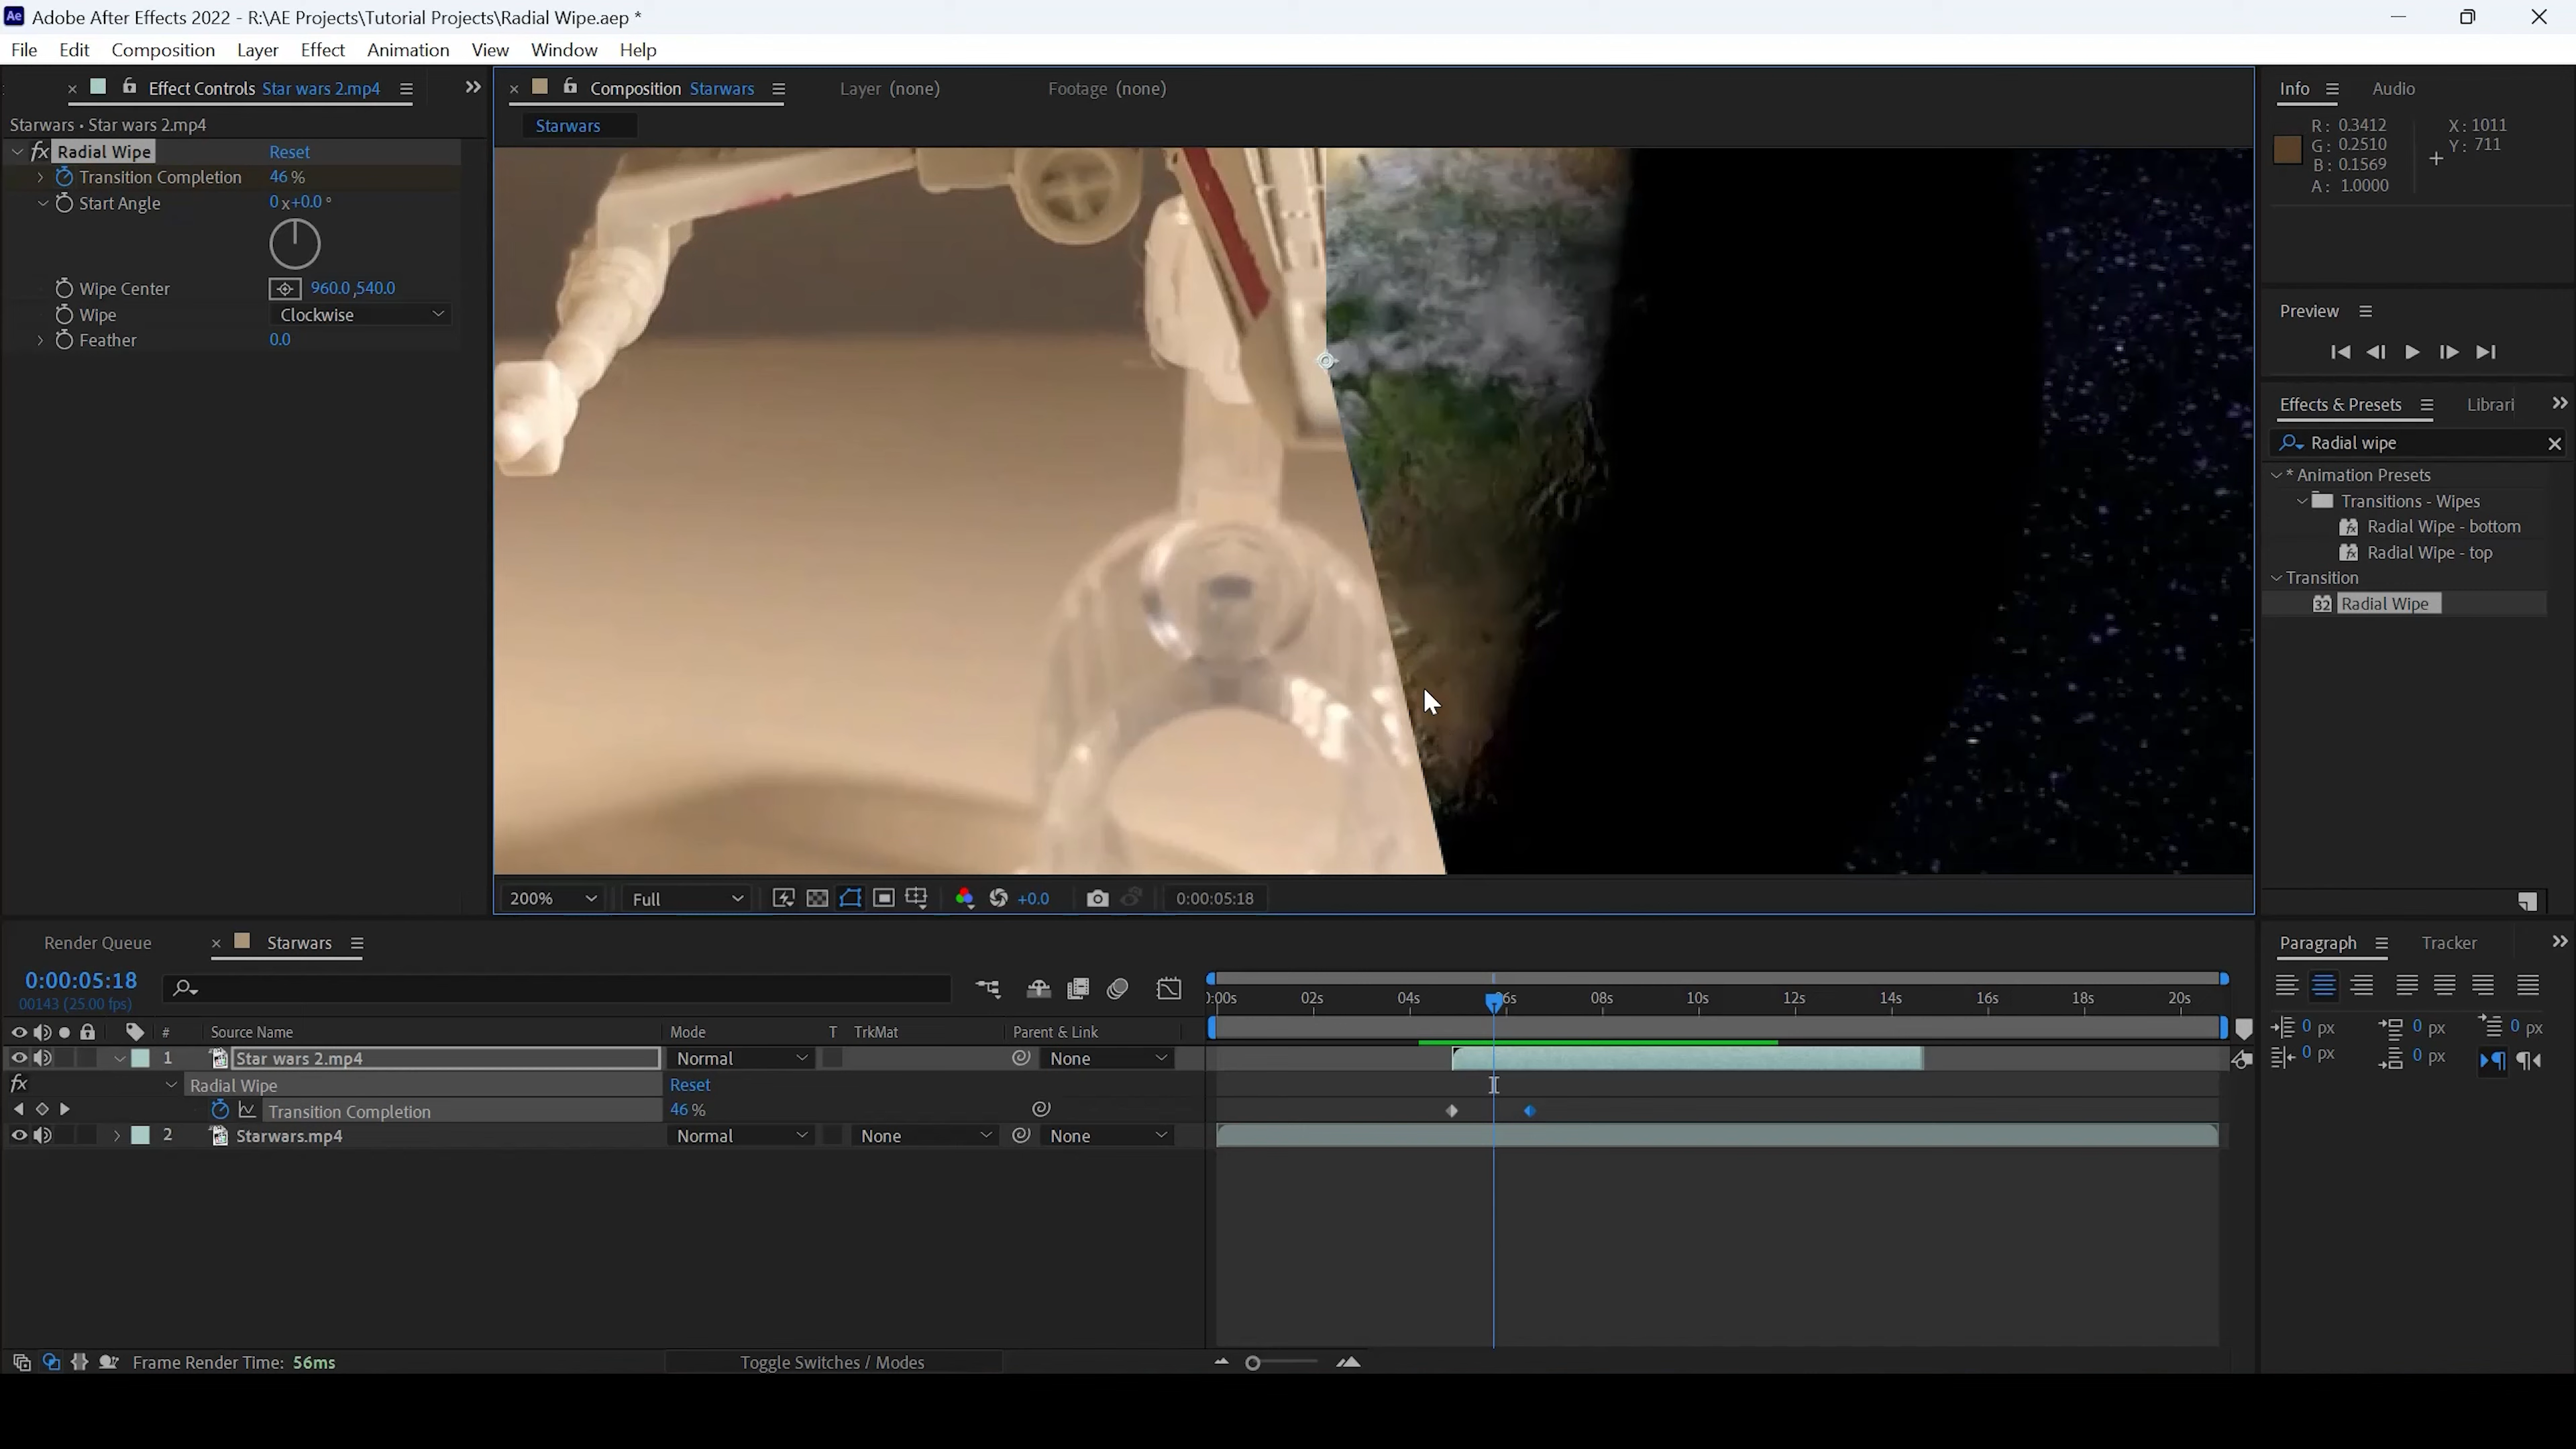 Ae Adobe After Effects 2022 - R:\AE Projects\Tutorial Projects\Radial Wipe.aep *
File Edit Composition Layer Effect Animation View Window Help
× Effect Controls Star wars 2.mp4
Starwars • Star wars 2.mp4
fx Radial Wipe Reset
Transition Completion 46 %
Start Angle 0 x+0.0 °
Wipe Center 960.0 ,540.0
Wipe Clockwise
Feather 0.0
× Composition Starwars Layer (none) Footage (none)
Starwars
200% Full +0.0 0:00:05:18
Info Audio
R: 0.3412 X: 1011
G: 0.2510 Y: 711
B: 0.1569
A: 1.0000
Preview
Effects & Presets Librari
Radial wipe
* Animation Presets
Transitions - Wipes
Radial Wipe - bottom
Radial Wipe - top
Transition
32 Radial Wipe
Render Queue × Starwars
0:00:05:18
00143 (25.00 fps)
# Source Name Mode T TrkMat Parent & Link
1 Star wars 2.mp4 Normal None
fx Radial Wipe Reset
Transition Completion 46 %
2 Starwars.mp4 Normal None None
):00s 02s 04s 06s 08s 10s 12s 14s 16s 18s 20s
Frame Render Time: 56ms Toggle Switches / Modes
Paragraph Tracker
0 px 0 px 0 px
0 px 0 px